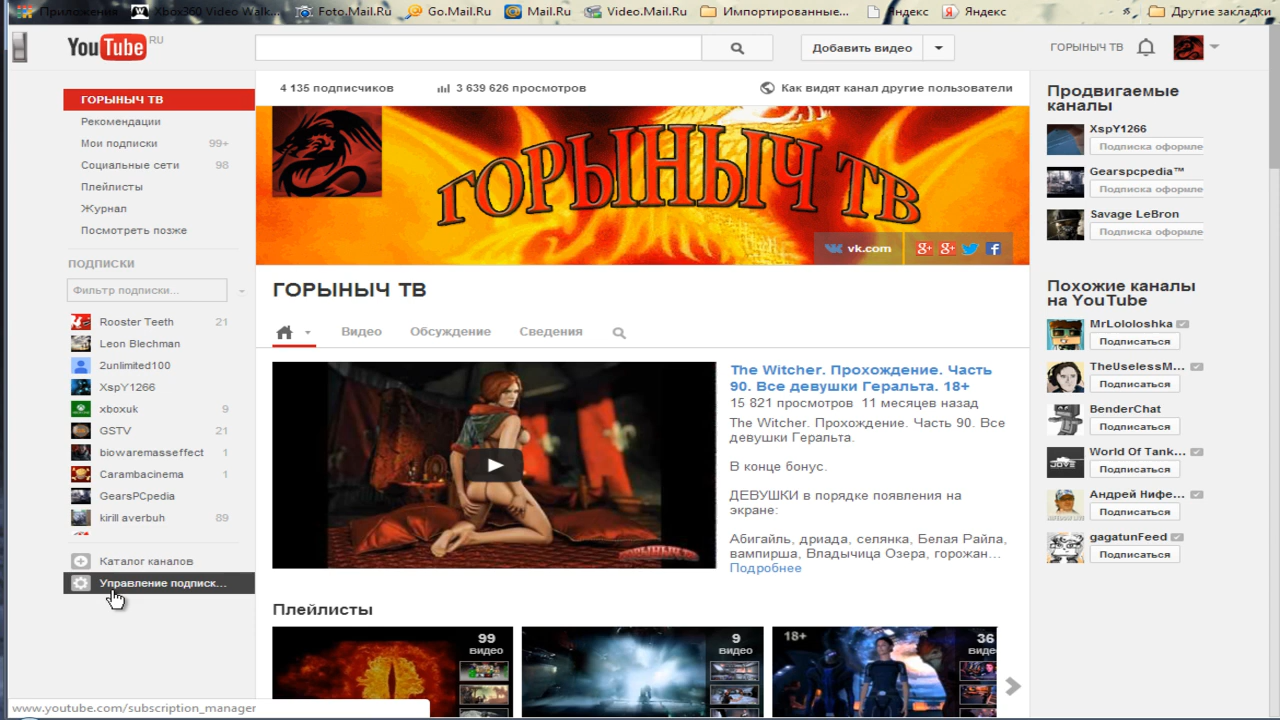 Приложения
Xbox360 Video Walk...
Foto.Mail.Ru
Go.Mail.Ru
Mail.Ru
Video.Mail.Ru
Импортирова
Яндекс
Яндекс
Другие закладки
YouTube RU
Добавить видео
ГОРЫНЫЧ ТВ
ГОРЫНЫЧ ТВ
Рекомендации
Мои подписки 99+
Социальные сети 98
Плейлисты
Журнал
Посмотреть позже
ПОДПИСКИ
Фильтр подписки...
Rooster Teeth 21
Leon Blechman
2unlimited100
XspY1266
xboxuk 9
GSTV 21
biowaremasseffect 1
Carambacinema 1
GearsPCpedia
kirill averbuh 89
Каталог каналов
Управление подписк...
4 135 подписчиков
3 639 626 просмотров
Как видят канал другие пользователи
ГОРЫНЫЧ ТВ
vk.com
ГОРЫНЫЧ ТВ
Видео
Обсуждение
Сведения
The Witcher. Прохождение. Часть
90. Все девушки Геральта. 18+
15 821 просмотров 11 месяцев назад
The Witcher. Прохождение. Часть 90. Все
девушки Геральта.
В конце бонус.
ДЕВУШКИ в порядке появления на
экране:
Абигайль, дриада, селянка, Белая Райла,
вампирша, Владычица Озера, горожан...
Подробнее
Плейлисты
99
видео
9
видео
18+
36
видео
Продвигаемые
каналы
XspY1266
Подписка оформле
Gearspcpedia™
Подписка оформле
Savage LeBron
Подписка оформле
Похожие каналы
на YouTube
MrLololoshka
Подписаться
TheUselessM...
Подписаться
BenderChat
Подписаться
World Of Tank...
Подписаться
Андрей Нифе...
Подписаться
gagatunFeed
Подписаться
www.youtube.com/subscription_manager